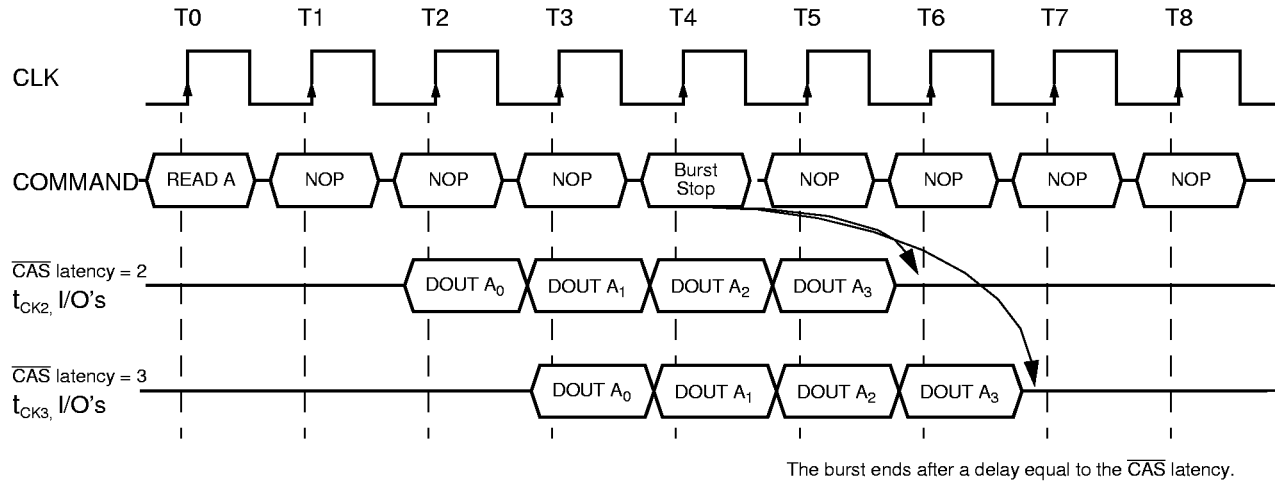 T0 T1 T2 T3 T4 T5 T6 T7 T8
CLK
COMMAND READ A NOP NOP NOP Burst Stop NOP NOP NOP NOP
CAS latency = 2
tCK2, I/O's DOUT A0 DOUT A1 DOUT A2 DOUT A3
CAS latency = 3
tCK3, I/O's DOUT A0 DOUT A1 DOUT A2 DOUT A3
The burst ends after a delay equal to the CAS latency.